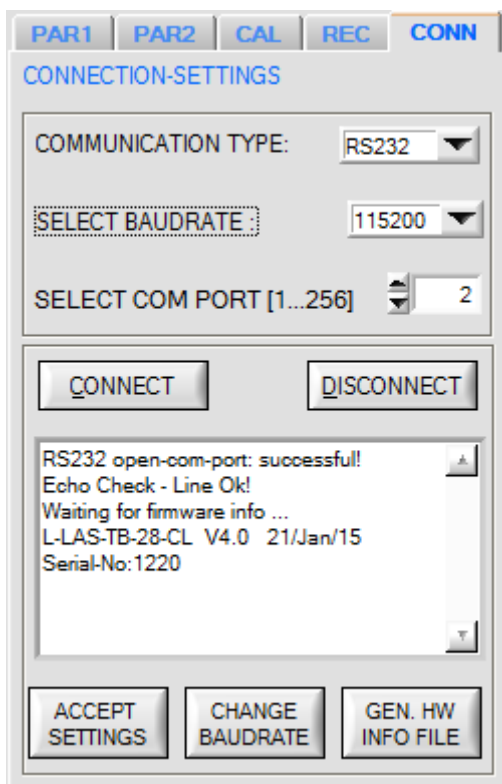 PAR1 PAR2 CAL REC CONN
CONNECTION-SETTINGS
COMMUNICATION TYPE: RS232
SELECT BAUDRATE : 115200
SELECT COM PORT [1...256] 2
CONNECT DISCONNECT
RS232 open-com-port: successful!
Echo Check - Line Ok!
Waiting for firmware info ...
L-LAS-TB-28-CL V4.0 21/Jan/15
Serial-No:1220
ACCEPT SETTINGS CHANGE BAUDRATE GEN. HW INFO FILE